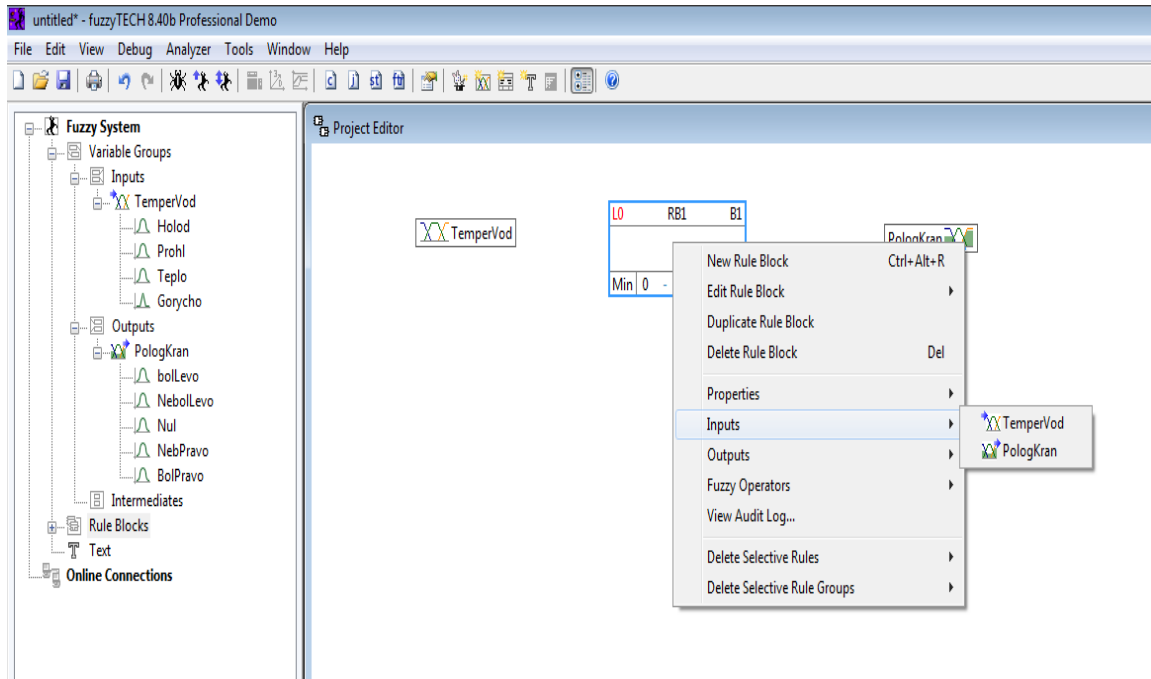 untitled* - fuzzyTECH 8.40b Professional Demo
File Edit View Debug Analyzer Tools Window Help
Fuzzy System
Variable Groups
Inputs
TemperVod
Holod
Prohl
Teplo
Gorycho
Outputs
PologKran
bolLevo
NebolLevo
Nul
NebPravo
BolPravo
Intermediates
Rule Blocks
Text
Online Connections
Project Editor
TemperVod
L0 RB1 B1
Min 0 -
PologKran
New Rule Block Ctrl+Alt+R
Edit Rule Block
Duplicate Rule Block
Delete Rule Block Del
Properties
Inputs
Outputs
Fuzzy Operators
View Audit Log...
Delete Selective Rules
Delete Selective Rule Groups
TemperVod
PologKran